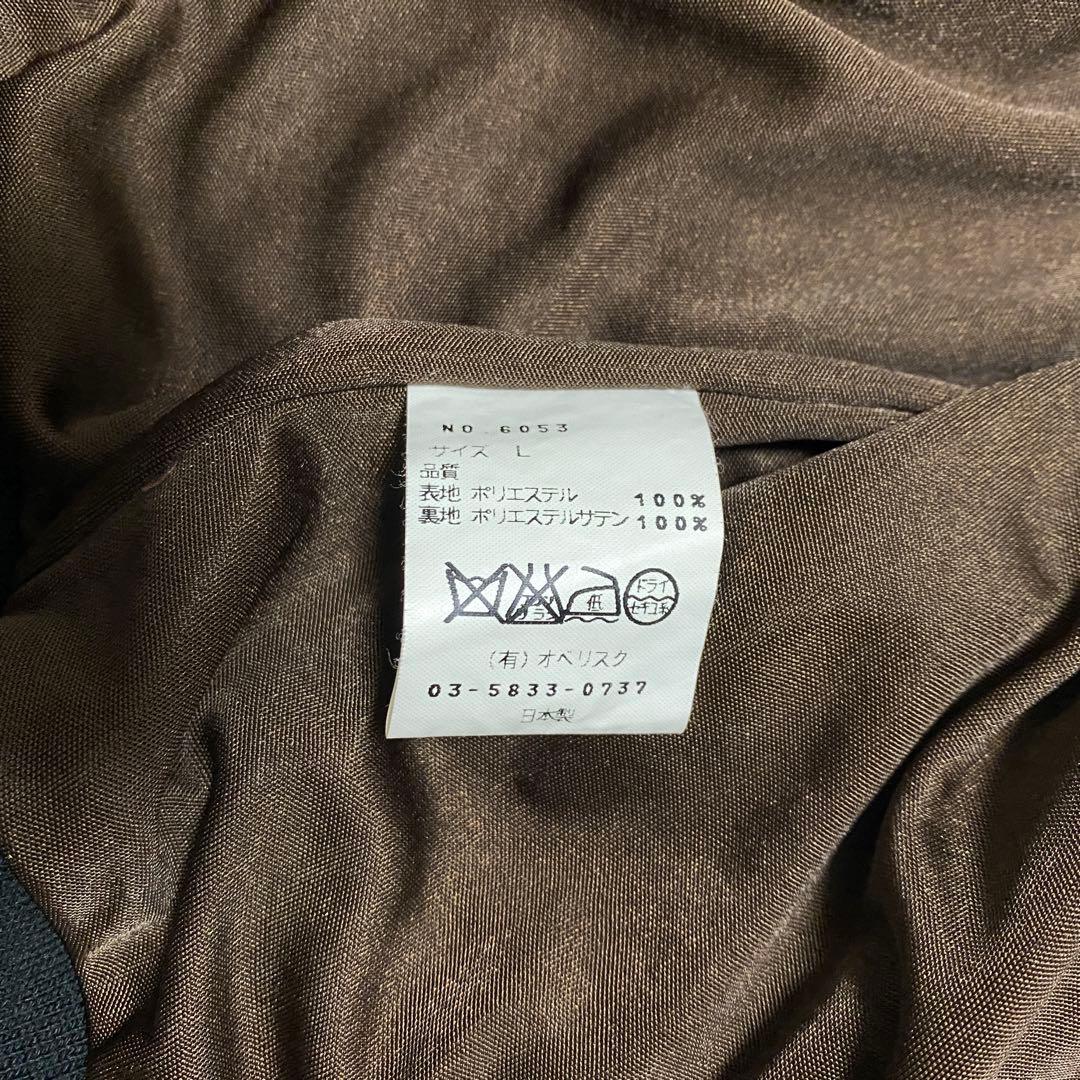 NO. 6053
サイズ L
品質
表地 ポリエステル 100%
裏地 ポリエステルサテン 100%
低 ドライ
セキユ系
(有)オベリスク
03-5833-0737
日本製